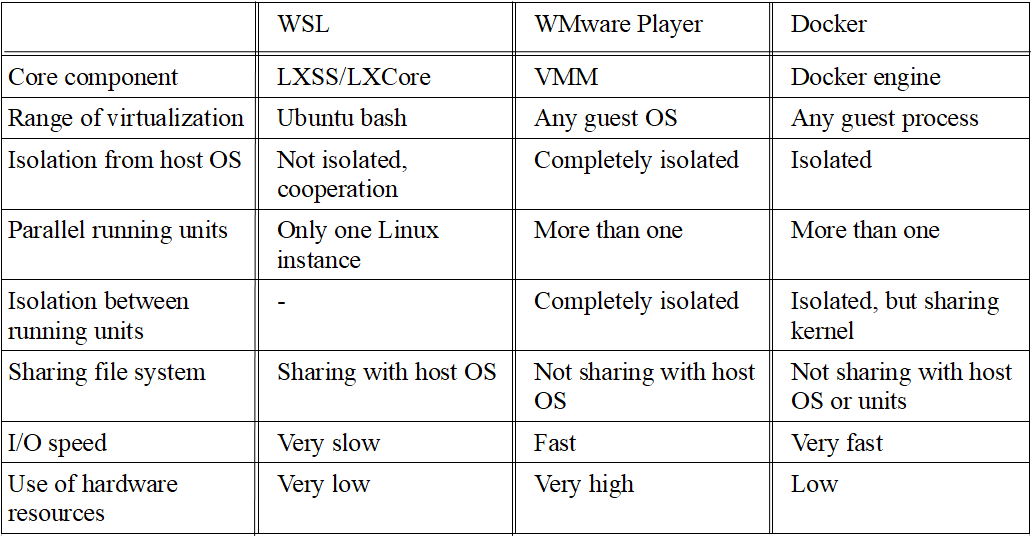 WSL WMware Player Docker
Core component LXSS/LXCore VMM Docker engine
Range of virtualization Ubuntu bash Any guest OS Any guest process
Isolation from host OS Not isolated, Completely isolated Isolated
cooperation
Parallel running units Only one Linux More than one More than one
instance
Isolation between - Completely isolated Isolated, but sharing
running units kernel
Sharing file system Sharing with host OS Not sharing with host Not sharing with host
OS OS or units
I/O speed Very slow Fast Very fast
Use of hardware Very low Very high Low
resources